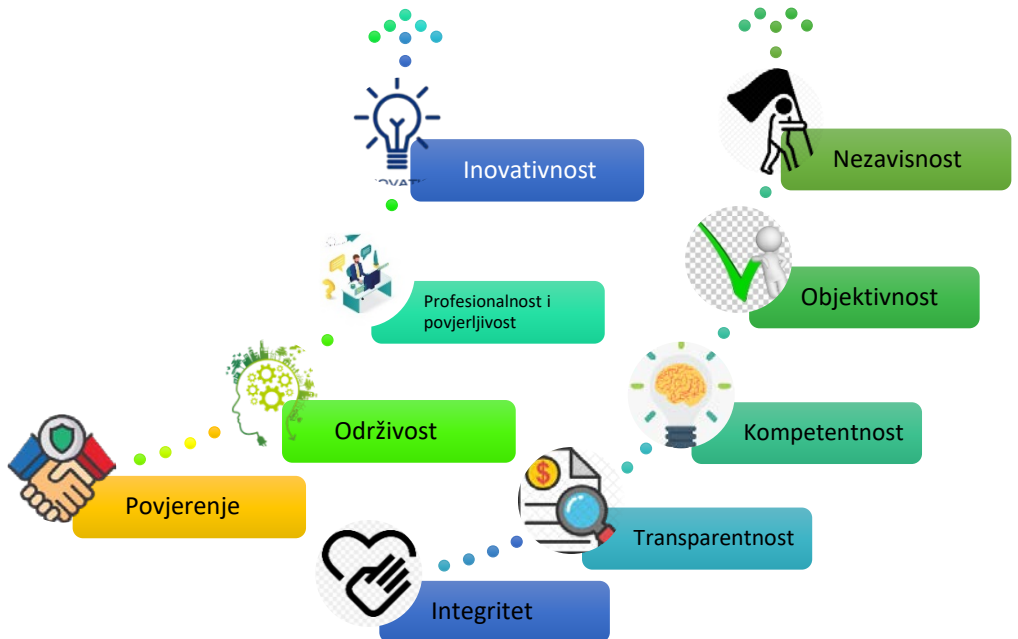 Inovativnost
Profesionalnost i
povjerljivost
Održivost
Povjerenje
Nezavisnost
Objektivnost
Kompetentnost
Transparentnost
Integritet